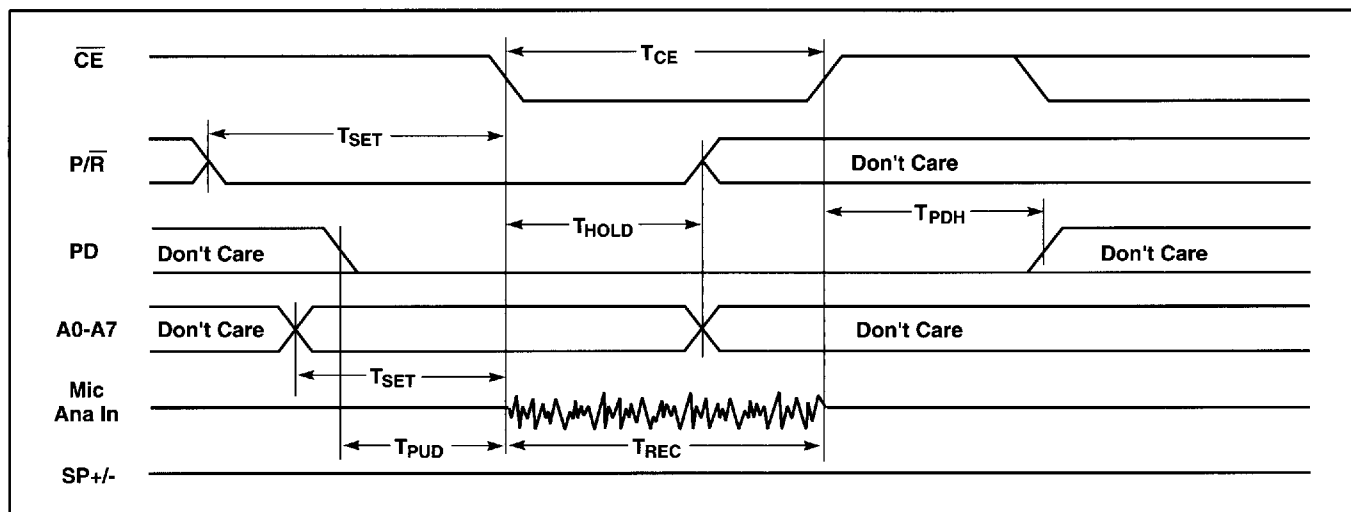 C̅E̅
T_CE
T_SET
P/R̅
Don't Care
T_HOLD
T_PDH
PD
Don't Care
Don't Care
A0-A7
Don't Care
Don't Care
T_SET
Mic
Ana In
T_PUD
T_REC
SP+/-